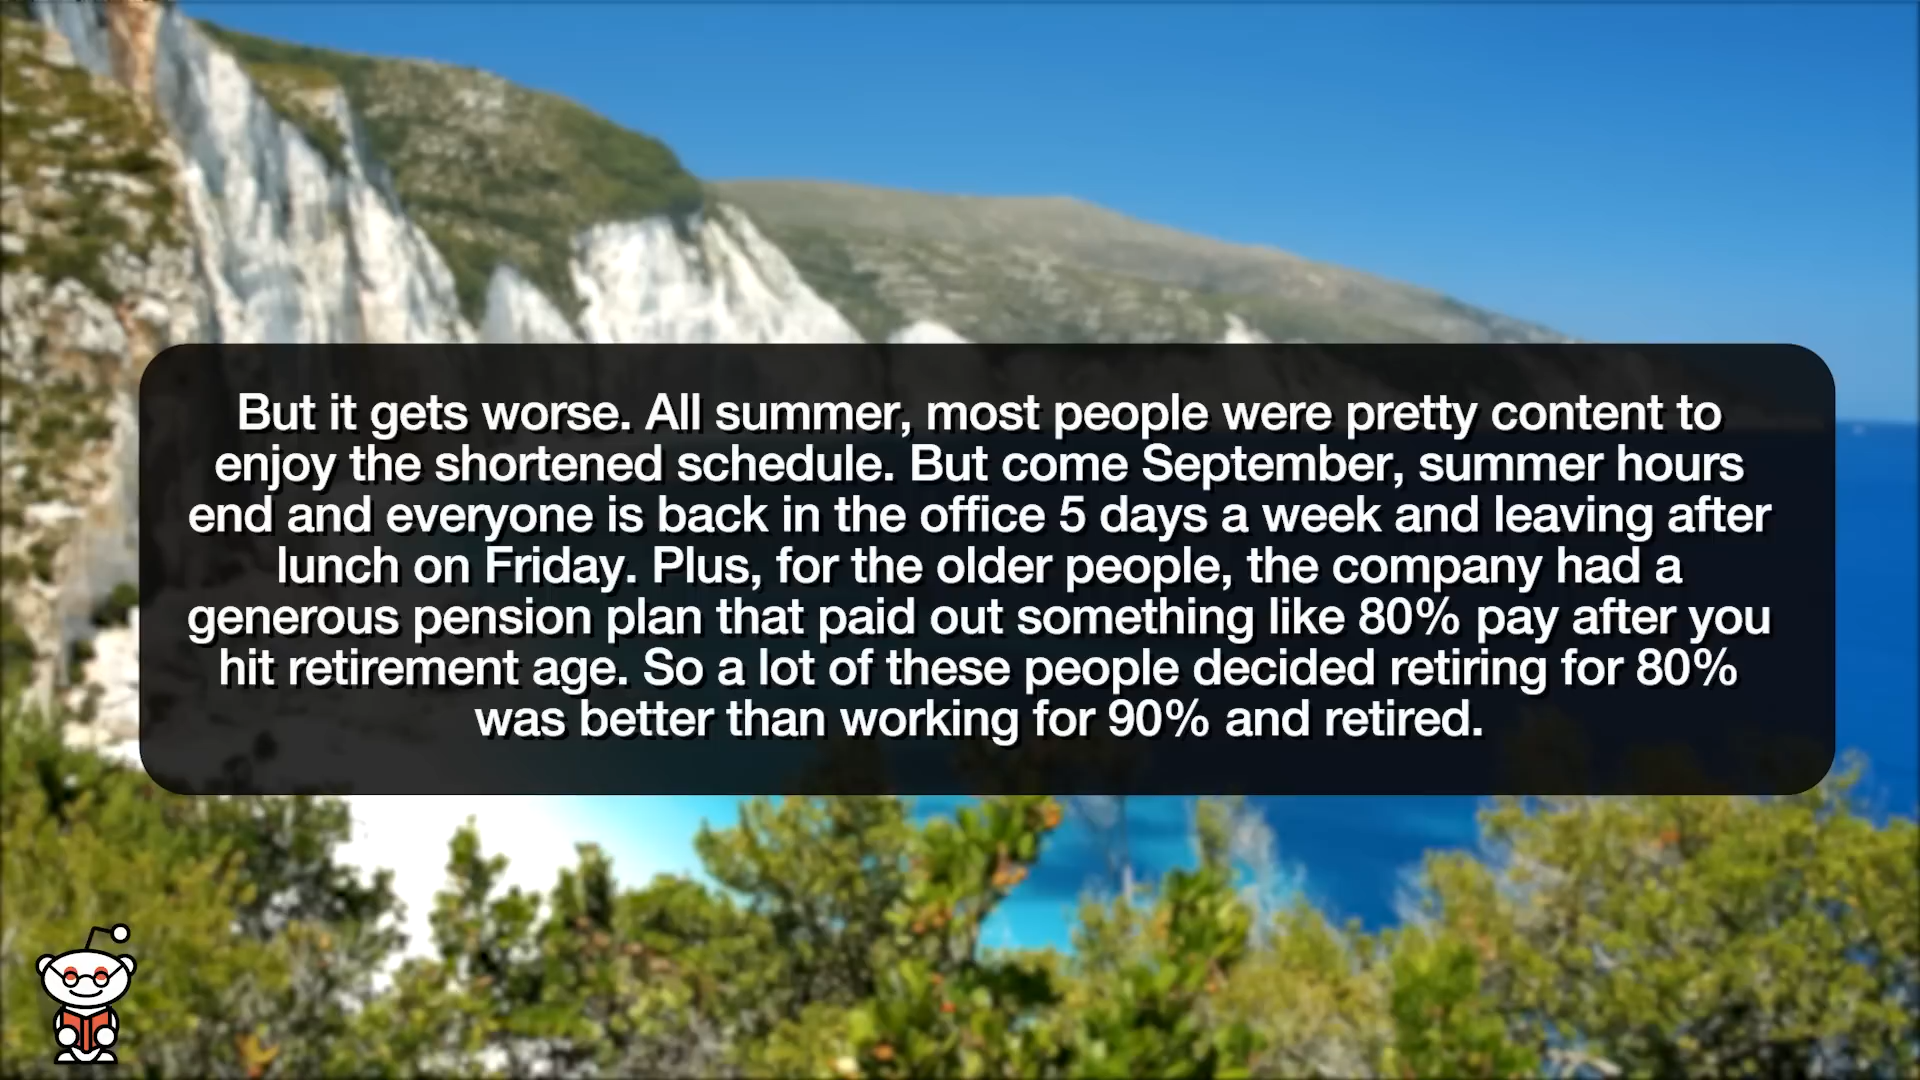 But it gets worse. All summer, most people were pretty content to
enjoy the shortened schedule. But come September, summer hours
end and everyone is back in the office 5 days a week and leaving after
lunch on Friday. Plus, for the older people, the company had a
generous pension plan that paid out something like 80% pay after you
hit retirement age. So a lot of these people decided retiring for 80%
was better than working for 90% and retired.